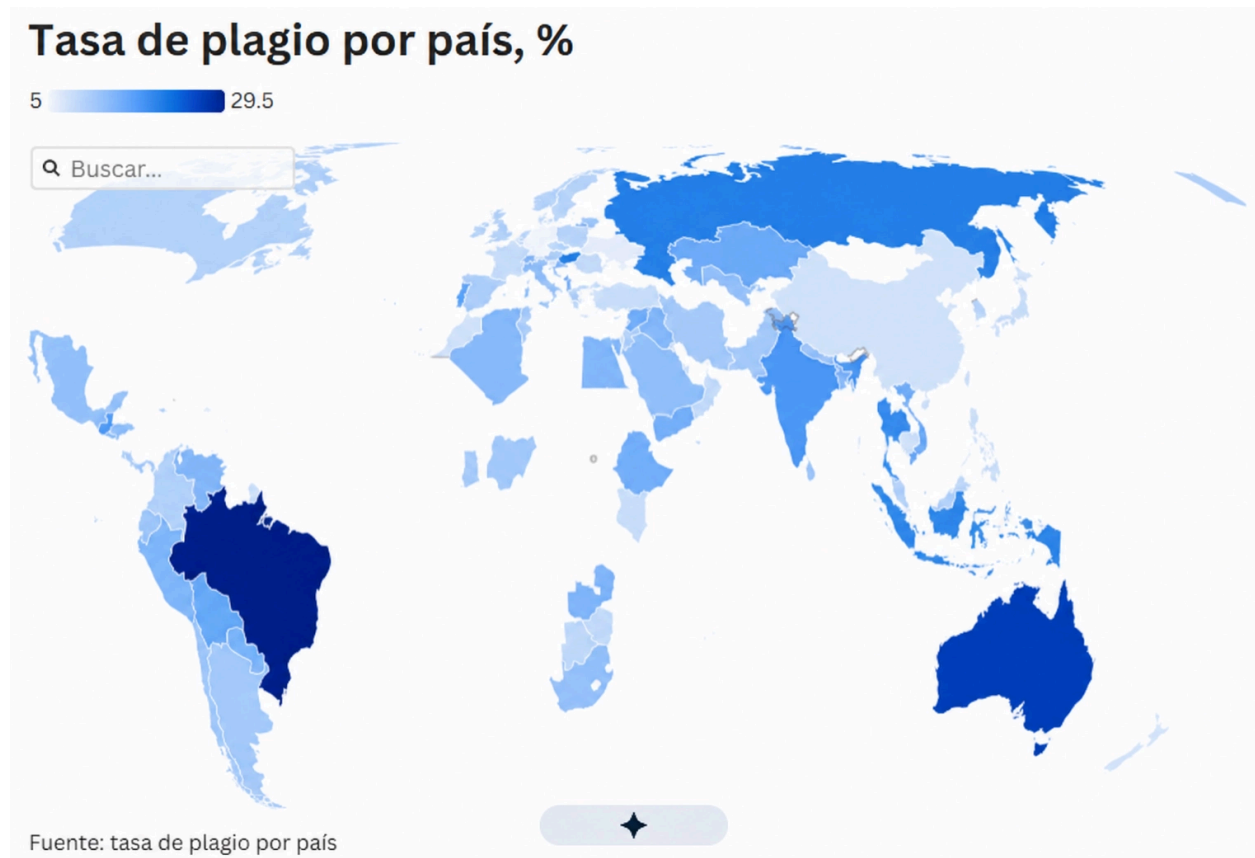 Tasa de plagio por país, %
5 29.5
Buscar...
Fuente: tasa de plagio por país